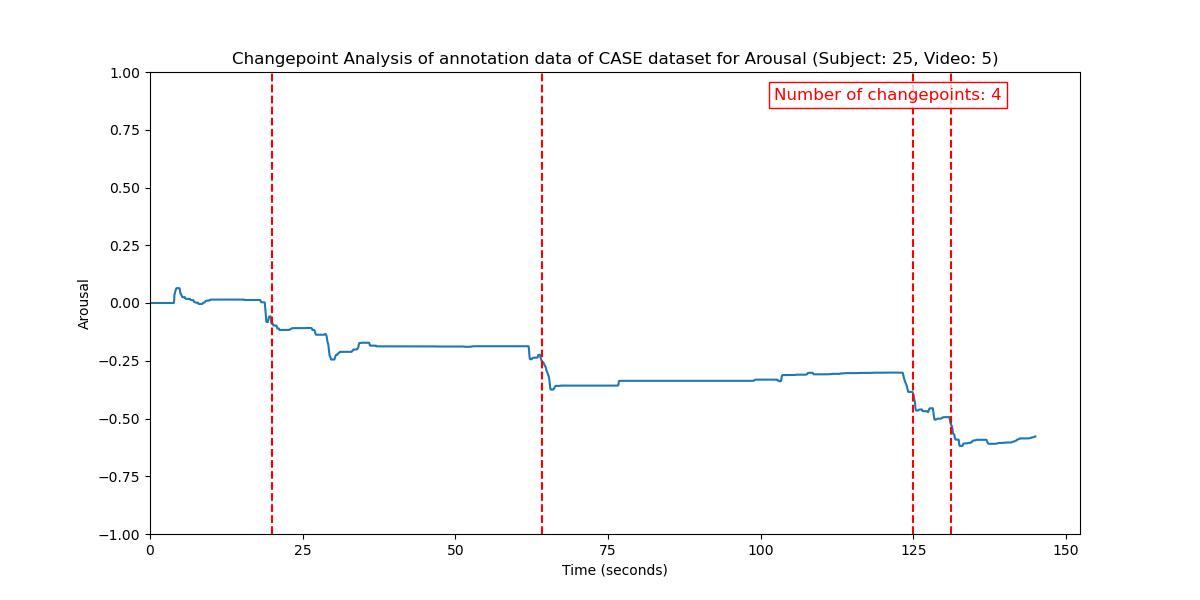 Changepoint Analysis of annotation data of CASE dataset for Arousal (Subject: 25, Video: 5)
Number of changepoints: 4
1.00
0.75
0.50
0.25
0.00
−0.25
−0.50
−0.75
−1.00
Arousal
0 25 50 75 100 125 150
Time (seconds)